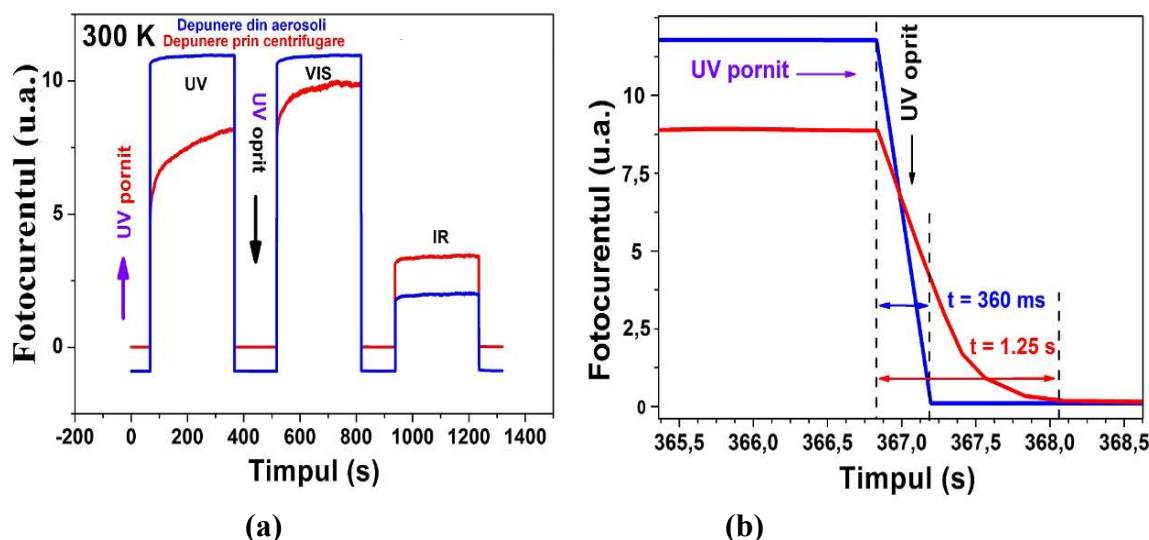 300 K
Depunere din aerosoli
Depunere prin centrifugare
UV
VIS
IR
UV pornit
UV oprit
Fotocurentul (u.a.)
10
5
0
-200 0 200 400 600 800 1000 1200 1400
Timpul (s)
(a)
UV pornit
UV oprit
t = 360 ms
t = 1.25 s
Fotocurentul (u.a.)
10
7,5
5
2,5
0
365,5 366,0 366,5 367,0 367,5 368,0 368,5
Timpul (s)
(b)